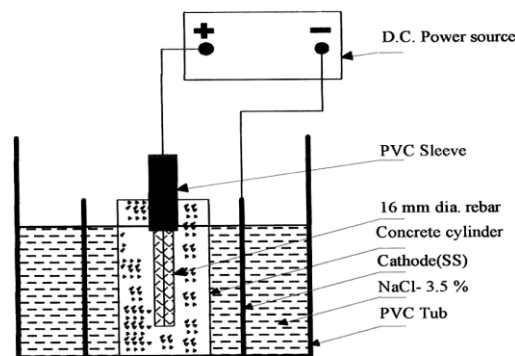 +
−
D.C. Power source
PVC Sleeve
16 mm dia. rebar
Concrete cylinder
Cathode(SS)
NaCl- 3.5 %
PVC Tub